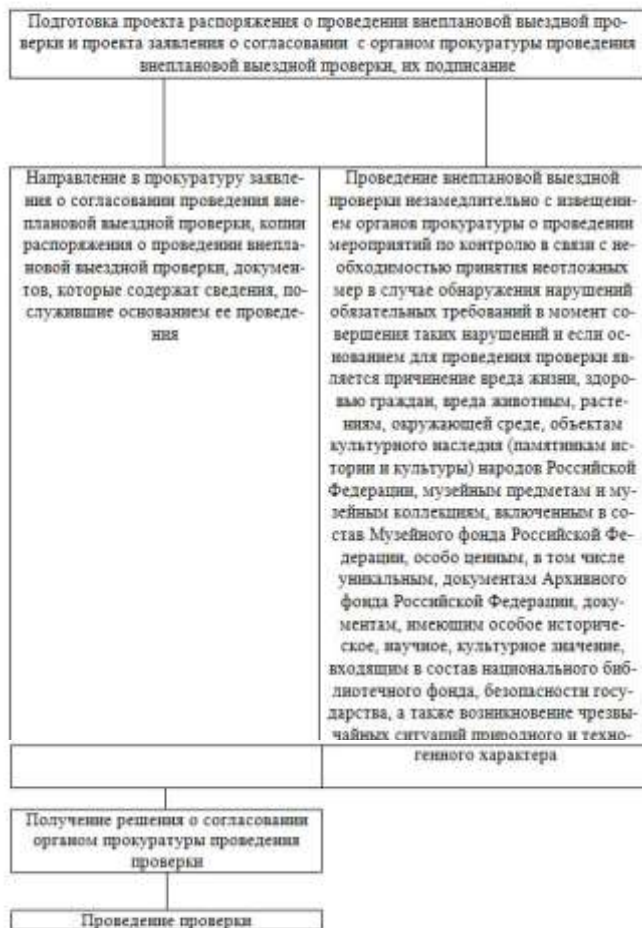 Подготовка проекта распоряжения о проведении внеплановой выездной про-
верки и проекта заявления о согласовании с органом прокуратуры проведения
внеплановой выездной проверки, их подписание
Направление в прокуратуру заявле-
ния о согласовании проведения вне-
плановой выездной проверки, копии
распоряжения о проведении внепла-
новой выездной проверки, докумен-
тов, которые содержат сведения, по-
служившие основанием ее проведе-
ния
Проведение внеплановой выездной
проверки незамедлительно с извещени-
ем органов прокуратуры о проведении
мероприятий по контролю в связи с не-
обходимостью принятия неотложных
мер в случае обнаружения нарушений
обязательных требований в момент со-
вершения таких нарушений и если ос-
нованием для проведения проверки яв-
ляется причинение вреда жизни, здоро-
вью граждан, вреда животным, расте-
ниям, окружающей среде, объектам
культурного наследия (памятникам ис-
тории и культуры) народов Российской
Федерации, музейным предметам и му-
зейным коллекциям, включенным в со-
став Музейного фонда Российской Фе-
дерации, особо ценным, в том числе
уникальным, документам Архивного
фонда Российской Федерации, доку-
ментам, имеющим особое историче-
ское, научное, культурное значение,
входящим в состав национального биб-
лиотечного фонда, безопасности госу-
дарства, а также возникновение чрезвы-
чайных ситуаций природного и техно-
генного характера
Получение решения о согласовании
органом прокуратуры проведения
проверки
Проведение проверки